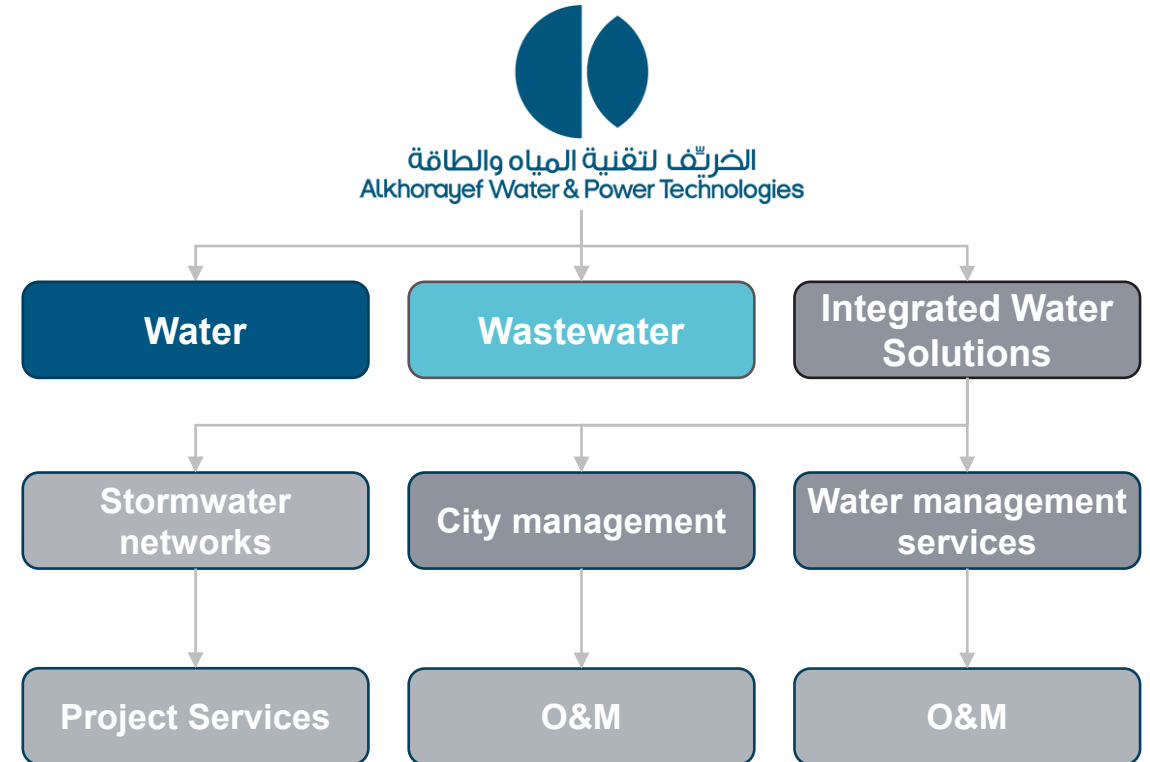 الخريّف لتقنية المياه والطاقة
Alkhorayef Water & Power Technologies
Water
Wastewater
Integrated Water
Solutions
Stormwater
networks
City management
Water management
services
Project Services
O&M
O&M